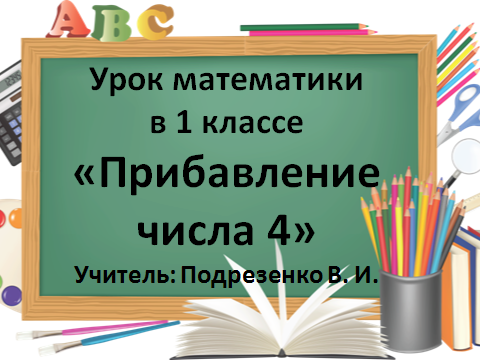 ABC
Урок математики
в 1 классе
«Прибавление
числа 4»
Учитель: Подрезенко В. И.